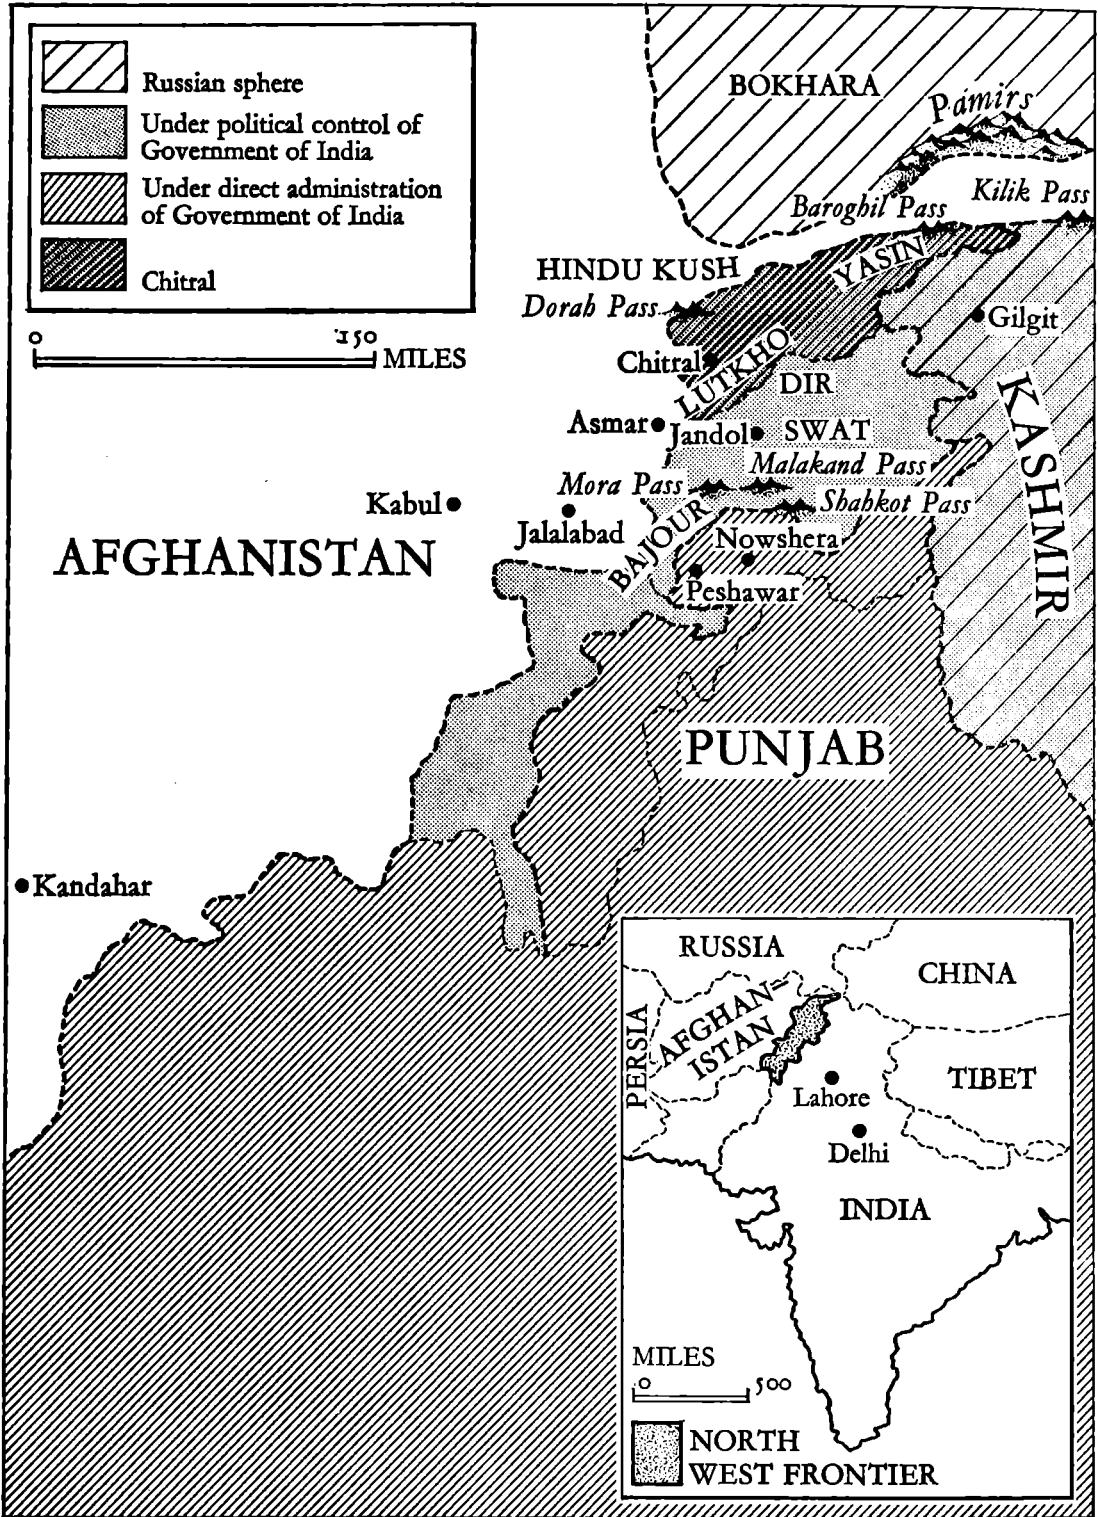 Russian sphere
Under political control of
Government of India
Under direct administration
of Government of India
Chitral
0 150
MILES
BOKHARA
Pamirs
Kilik Pass
Baroghil Pass
YASIN
HINDU KUSH
Dorah Pass
Gilgit
Chitral
LUTKHO
DIR
KASHMIR
Asmar
Jandol
SWAT
Malakand Pass
Mora Pass
Shahkot Pass
Kabul
Jalalabad
BAJOUR
Nowshera
AFGHANISTAN
Peshawar
PUNJAB
Kandahar
RUSSIA
CHINA
AFGHAN=
ISTAN
PERSIA
TIBET
Lahore
Delhi
INDIA
MILES
0 500
NORTH
WEST FRONTIER